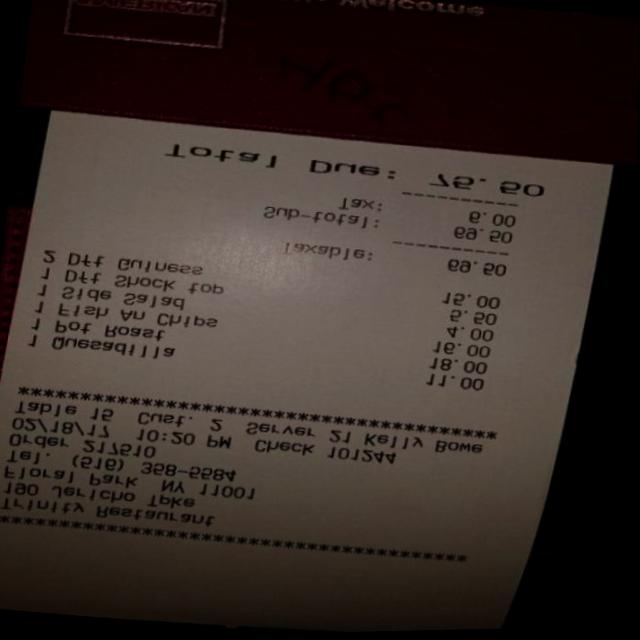 ***************************************
Trinity Restaurant
190 Jericho Tpke
Floral Park NY 11001
Tel. (516) 358-5584
Order 217510
02/18/17 10:20 PM Check 101244
Table 15 Cust. 2 Server 21 Kelly Bowe
***************************************
1 Quesadilla 11.00
1 Pot Roast 18.00
1 Fish An Chips 16.00
1 Side Salad 4.00
1 Dft Shock top 5.50
2 Dft Guiness 15.00
Taxable: 69.50
Sub-total: 69.50
Tax: 6.00
Total Due: 75.50
Welcome